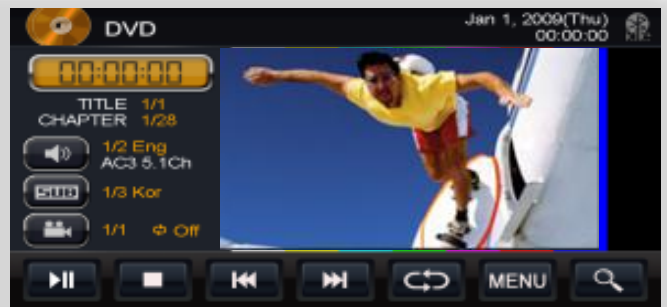 DVD
Jan 1, 2009(Thu)
00:00:00
00:00:00
TITLE 1/1
CHAPTER 1/28
1/2 Eng
AC3 5.1Ch
SUB 1/3 Kor
1/1 Off
MENU